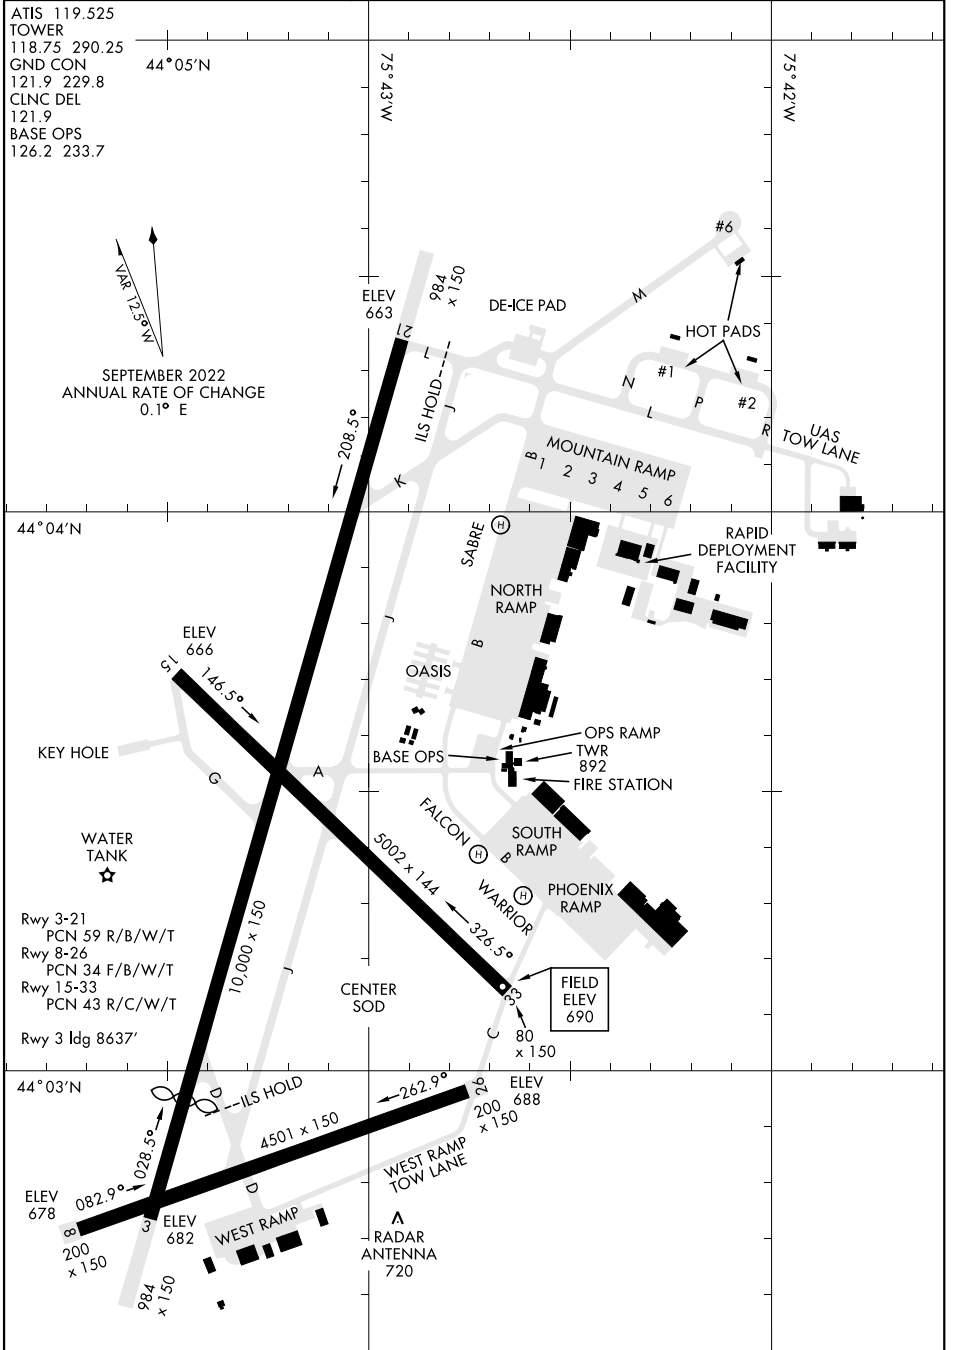 ATIS 119.525
TOWER
118.75 290.25
GND CON
121.9 229.8
CLNC DEL
121.9
BASE OPS
126.2 233.7
44°05'N
75°43'W
75°42'W
VAR 12.5° W
SEPTEMBER 2022
ANNUAL RATE OF CHANGE
0.1° E
ELEV
663
984
x 150
21
DE-ICE PAD
M
#6
HOT PADS
#1
#2
N
L
P
R
UAS
TOW LANE
L
ILS HOLD
J
K
208.5°
B
MOUNTAIN RAMP
1 2 3 4 5 6
44°04'N
SABRE
H
RAPID
DEPLOYMENT
FACILITY
NORTH
RAMP
B
J
OASIS
ELEV
666
15
146.5°
KEY HOLE
G
A
BASE OPS
OPS RAMP
TWR
892
FIRE STATION
FALCON
H
SOUTH
RAMP
B
WARRIOR
H
PHOENIX
RAMP
WATER
TANK
5002 x 144
326.5°
33
FIELD
ELEV
690
80
x 150
C
Rwy 3-21
PCN 59 R/B/W/T
Rwy 8-26
PCN 34 F/B/W/T
Rwy 15-33
PCN 43 R/C/W/T
Rwy 3 ldg 8637'
10,000 x 150
J
CENTER
SOD
44°03'N
D
ILS HOLD
262.9°
26
ELEV
688
200
x 150
4501 x 150
028.5°
082.9°
ELEV
678
8
200
x 150
3
ELEV
682
984
x 150
D
WEST RAMP
WEST RAMP
TOW LANE
RADAR
ANTENNA
720